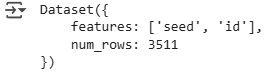 Dataset({
    features: ['seed', 'id'],
    num_rows: 3511
})